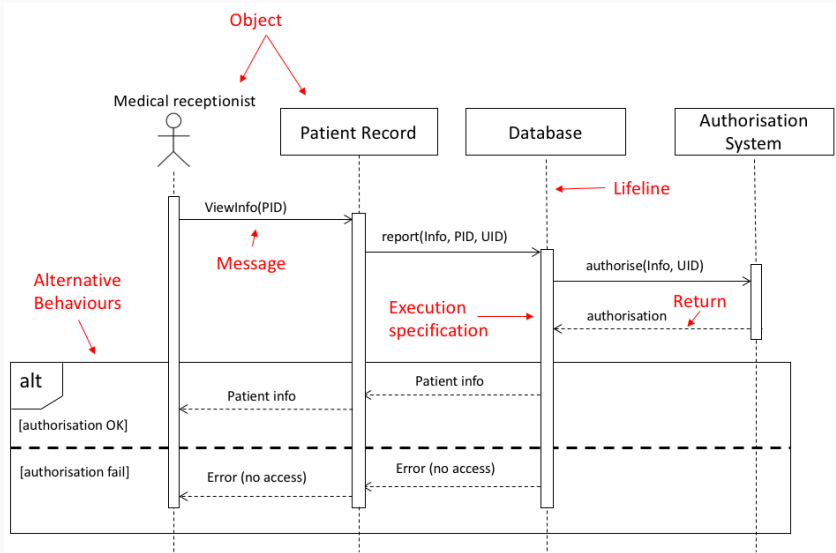 Object
Medical receptionist
Patient Record
Database
Authorisation
System
Lifeline
ViewInfo(PID)
Message
report(Info, PID, UID)
authorise(Info, UID)
Alternative
Behaviours
Execution
specification
Return
authorisation
alt
Patient info
Patient info
[authorisation OK]
[authorisation fail]
Error (no access)
Error (no access)